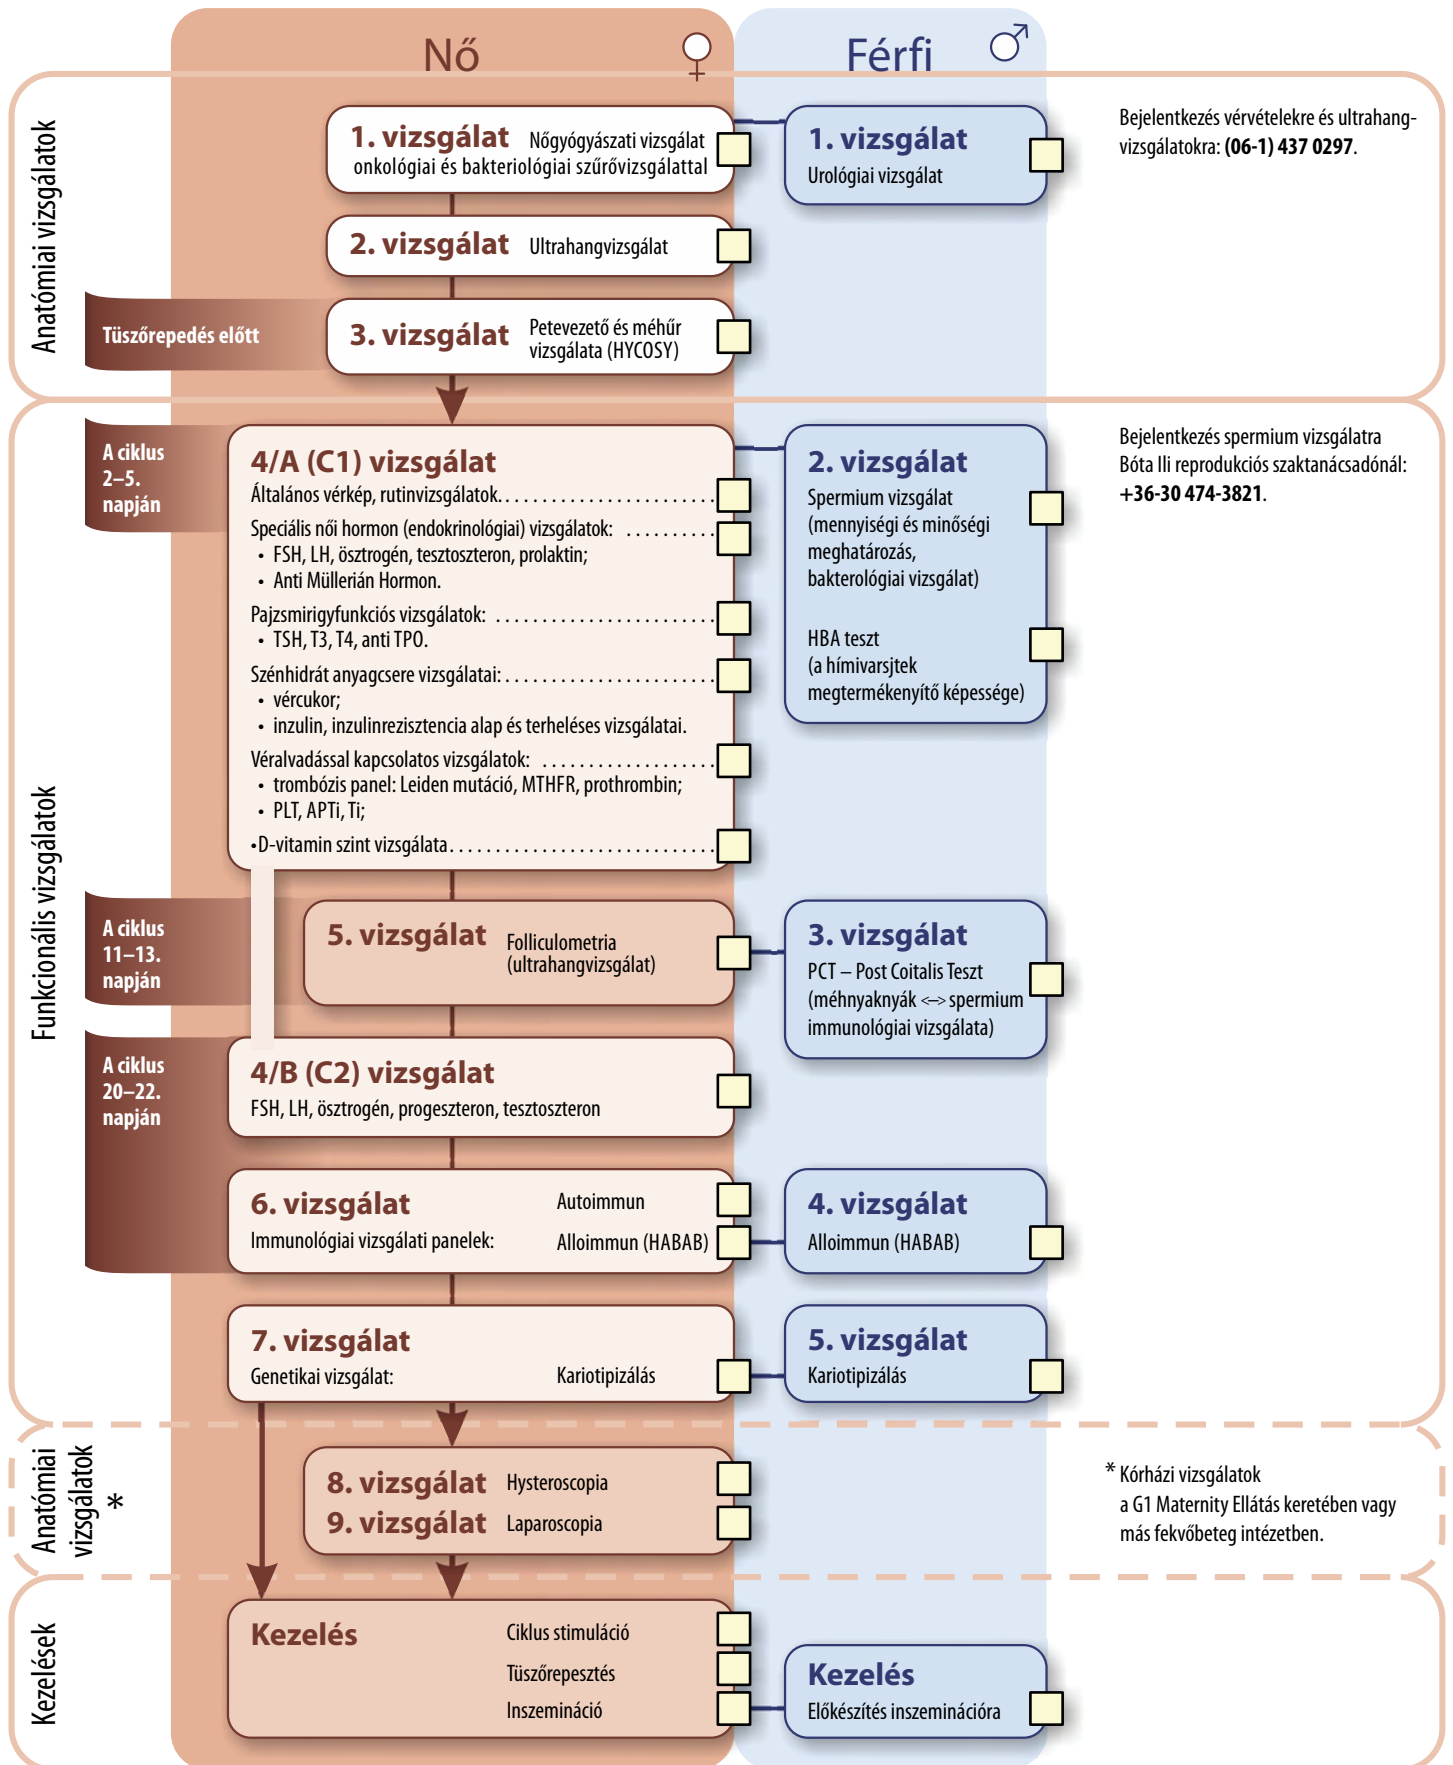 Nő
Férfi
Anatómiai vizsgálatok
1. vizsgálat Nőgyógyászati vizsgálat
onkológiai és bakteriológiai szűrővizsgálattal
1. vizsgálat
Urológiai vizsgálat
Bejelentkezés vérvételekre és ultrahang-
vizsgálatokra: (06-1) 437 0297.
2. vizsgálat Ultrahangvizsgálat
Tüszőrepedés előtt
3. vizsgálat Petevezető és méhűr
vizsgálata (HYCOSY)
Funkcionális vizsgálatok
A ciklus
2–5.
napján
4/A (C1) vizsgálat
Általános vérkép, rutinvizsgálatok
Speciális női hormon (endokrinológiai) vizsgálatok:
• FSH, LH, ösztrogén, tesztoszteron, prolaktin;
• Anti Müllerián Hormon.
Pajzsmirigyfunkciós vizsgálatok:
• TSH, T3, T4, anti TPO.
Szénhidrát anyagcsere vizsgálatai:
• vércukor;
• inzulin, inzulinrezisztencia alap és terheléses vizsgálatai.
Véralvadással kapcsolatos vizsgálatok:
• trombózis panel: Leiden mutáció, MTHFR, prothrombin;
• PLT, APTi, Ti;
•D-vitamin szint vizsgálata
2. vizsgálat
Spermium vizsgálat
(mennyiségi és minőségi
meghatározás,
bakterológiai vizsgálat)
HBA teszt
(a hímivarsjtek
megtermékenyítő képessége)
Bejelentkezés spermium vizsgálatra
Bóta Ili reprodukciós szaktanácsadónál:
+36-30 474-3821.
A ciklus
11–13.
napján
5. vizsgálat Folliculometria
(ultrahangvizsgálat)
3. vizsgálat
PCT – Post Coitalis Teszt
(méhnyaknyák <--> spermium
immunológiai vizsgálata)
A ciklus
20–22.
napján
4/B (C2) vizsgálat
FSH, LH, ösztrogén, progeszteron, tesztoszteron
6. vizsgálat Autoimmun
Immunológiai vizsgálati panelek: Alloimmun (HABAB)
4. vizsgálat
Alloimmun (HABAB)
7. vizsgálat
Genetikai vizsgálat: Kariotipizálás
5. vizsgálat
Kariotipizálás
Anatómiai
vizsgálatok
*
8. vizsgálat Hysteroscopia
9. vizsgálat Laparoscopia
* Kórházi vizsgálatok
a G1 Maternity Ellátás keretében vagy
más fekvőbeteg intézetben.
Kezelések
Kezelés Ciklus stimuláció
Tüszőrepesztés
Inszemináció
Kezelés
Előkészítés inszeminációra